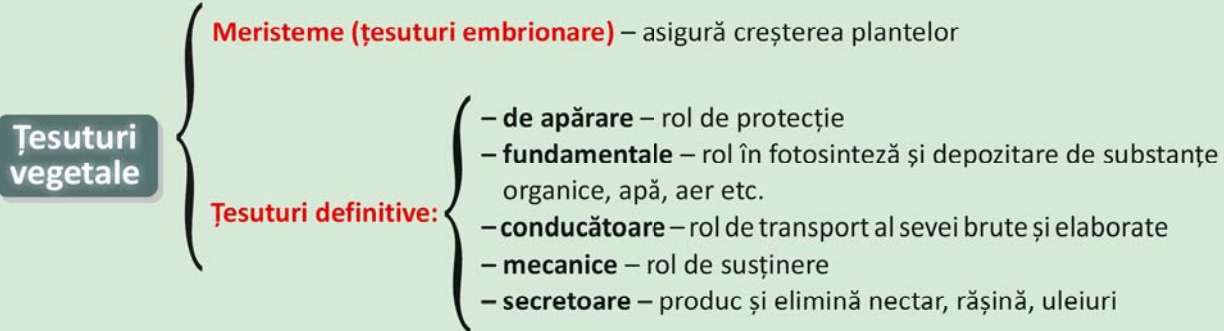 Meristeme (țesuturi embrionare) – asigură creșterea plantelor
Țesuturi
vegetale
Țesuturi definitive:
– de apărare – rol de protecție
– fundamentale – rol în fotosinteză și depozitare de substanțe
organice, apă, aer etc.
– conducătoare – rol de transport al sevei brute și elaborate
– mecanice – rol de susținere
– secretoare – produc și elimină nectar, rășină, uleiuri